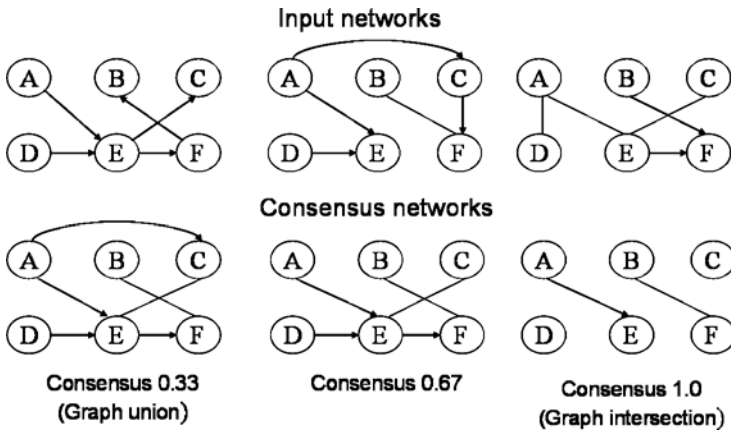 Input networks
A B C
D E F
A B C
D E F
A B C
D E F
Consensus networks
A B C
D E F
A B C
D E F
A B C
D E F
Consensus 0.33
(Graph union)
Consensus 0.67
Consensus 1.0
(Graph intersection)